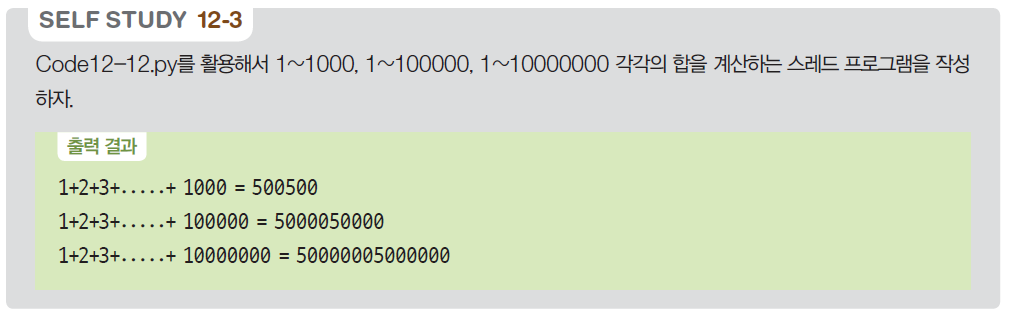 SELF STUDY 12-3
Code12-12.py를 활용해서 1~1000, 1~100000, 1~10000000 각각의 합을 계산하는 스레드 프로그램을 작성
하자.
출력 결과
1+2+3+.....+ 1000 = 500500
1+2+3+.....+ 100000 = 5000050000
1+2+3+.....+ 10000000 = 50000005000000